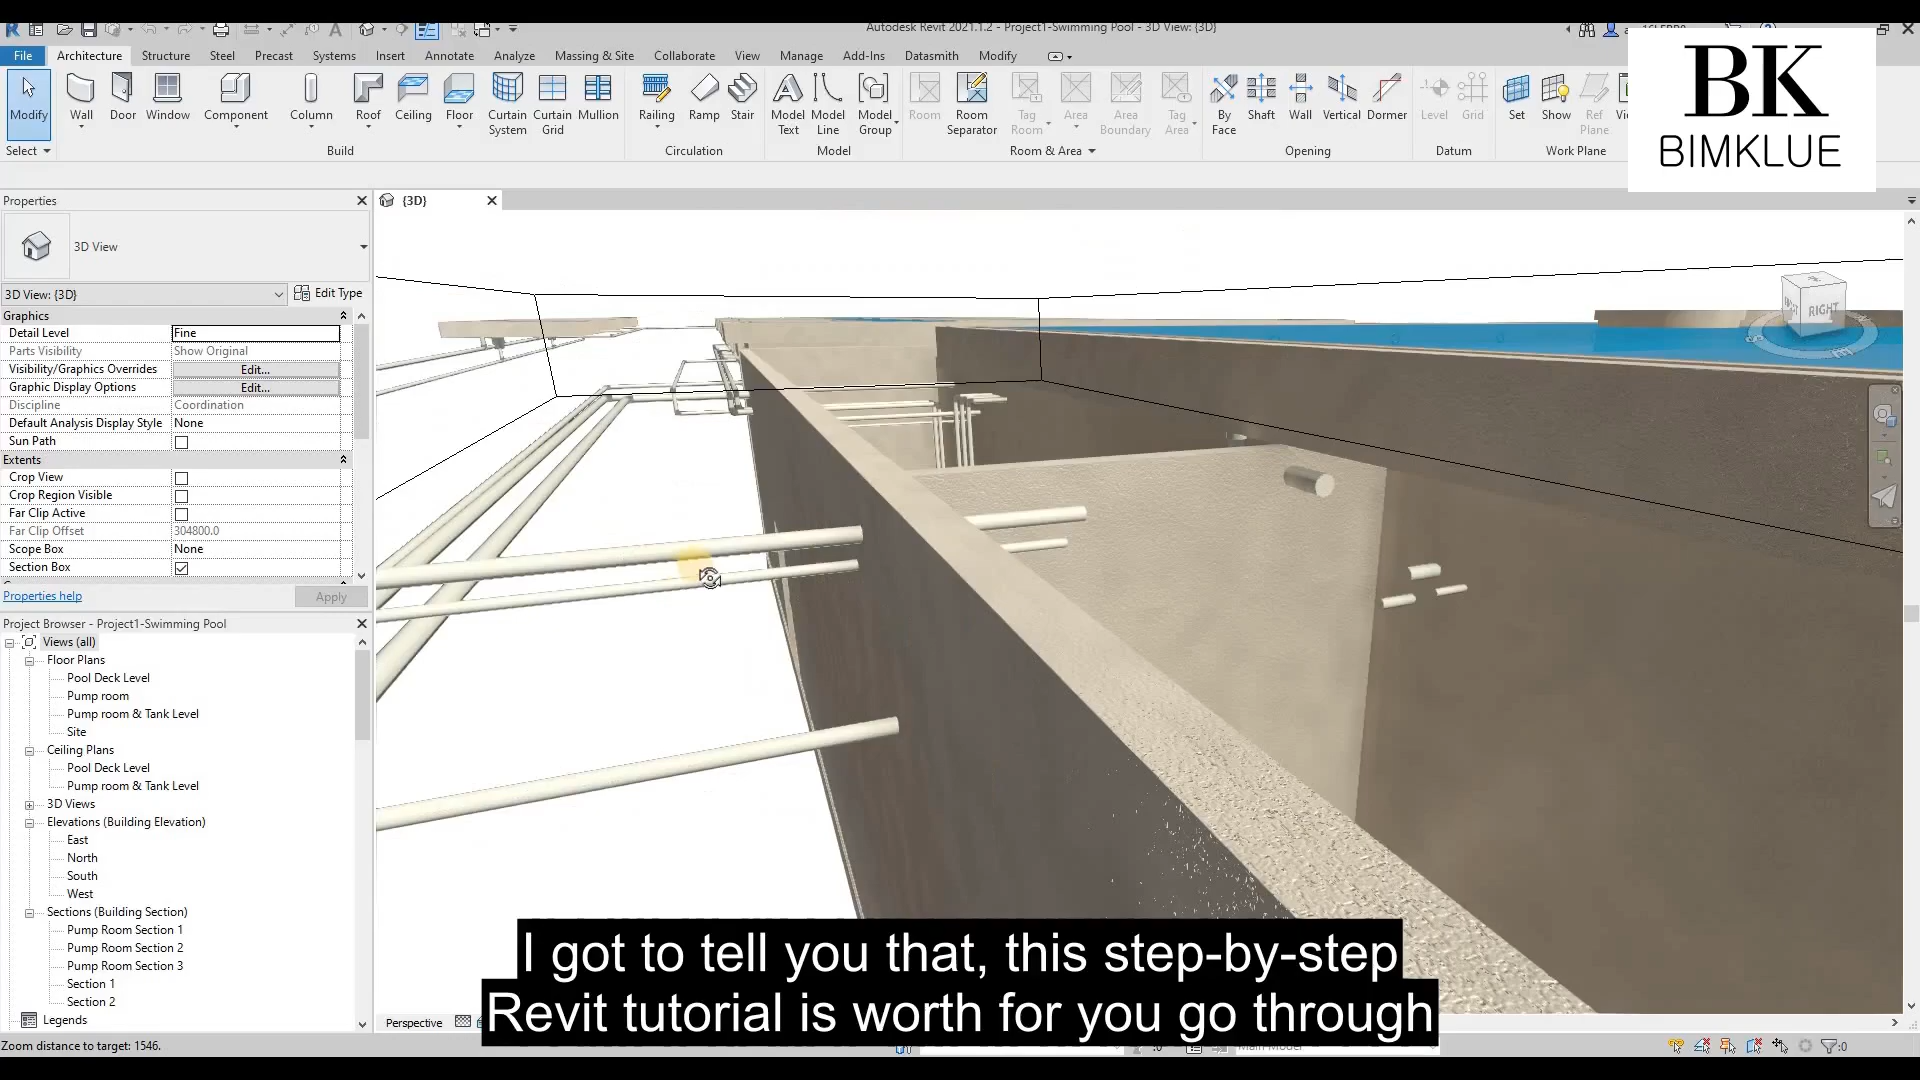 Autodesk Revit 2021.1.2 - Project1-Swimming Pool - 3D View: {3D}
File Architecture Structure Steel Precast Systems Insert Annotate Analyze Massing & Site Collaborate View Manage Add-Ins Datasmith Modify
Modify Wall Door Window Component Column Roof Ceiling Floor Curtain System Curtain Grid Mullion Railing Ramp Stair Model Text Model Line Model Group Room Room Separator Tag Room Area Area Boundary Tag Area By Face Shaft Wall Vertical Dormer Level Grid Set Show Ref Plane
Select Build Circulation Model Room & Area Opening Datum Work Plane
BK
BIMKLUE
Properties
{3D}
3D View
3D View: {3D} Edit Type
Graphics
Detail Level Fine
Parts Visibility Show Original
Visibility/Graphics Overrides Edit...
Graphic Display Options Edit...
Discipline Coordination
Default Analysis Display Style None
Sun Path
Extents
Crop View
Crop Region Visible
Far Clip Active
Far Clip Offset 304800.0
Scope Box None
Section Box
Properties help Apply
RIGHT
Project Browser - Project1-Swimming Pool
Views (all)
Floor Plans
Pool Deck Level
Pump room
Pump room & Tank Level
Site
Ceiling Plans
Pool Deck Level
Pump room & Tank Level
3D Views
Elevations (Building Elevation)
East
North
South
West
Sections (Building Section)
Pump Room Section 1
Pump Room Section 2
Pump Room Section 3
Section 1
Section 2
Legends
I got to tell you that, this step-by-step
Revit tutorial is worth for you go through
Perspective
Zoom distance to target: 1546.
:0